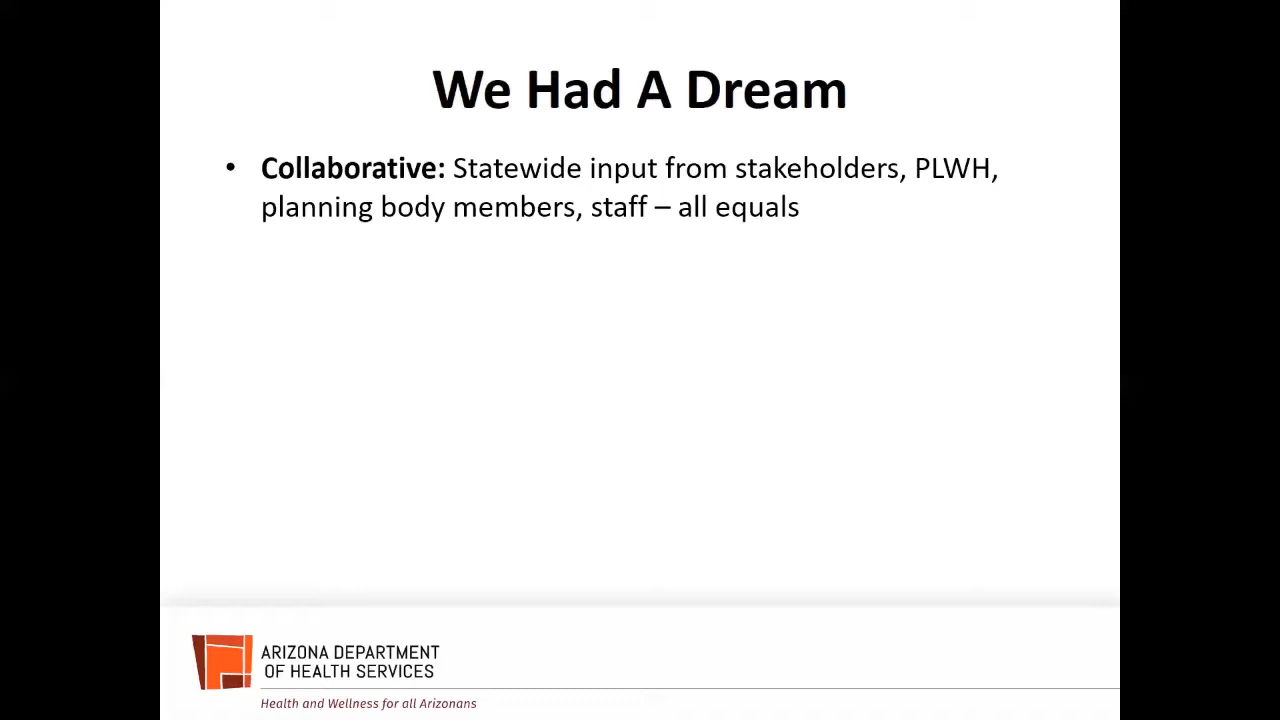 We Had A Dream
• Collaborative: Statewide input from stakeholders, PLWH,
planning body members, staff – all equals
ARIZONA DEPARTMENT
OF HEALTH SERVICES
Health and Wellness for all Arizonans